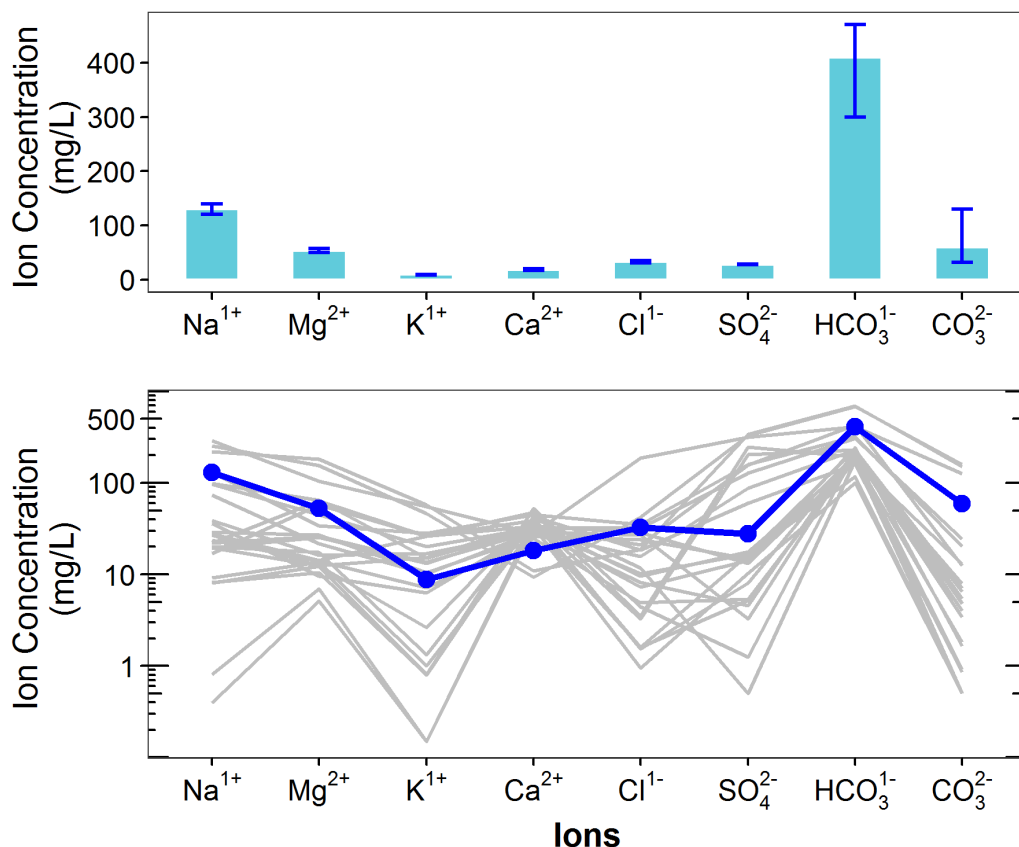 Ion Concentration
(mg/L)
400
300
200
100
0
Na¹⁺ Mg²⁺ K¹⁺ Ca²⁺ Cl¹⁻ SO₄²⁻ HCO₃¹⁻ CO₃²⁻
Ion Concentration
(mg/L)
500
100
50
10
1
Na¹⁺ Mg²⁺ K¹⁺ Ca²⁺ Cl¹⁻ SO₄²⁻ HCO₃¹⁻ CO₃²⁻
Ions